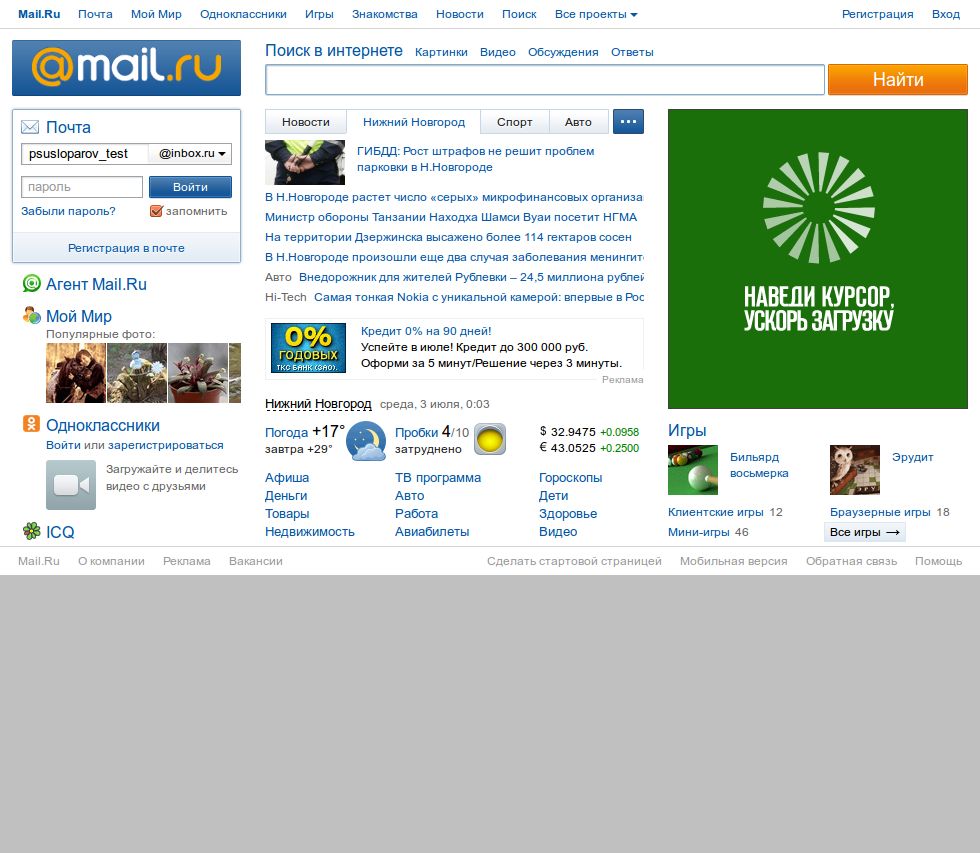 Mail.Ru Почта Мой Мир Одноклассники Игры Знакомства Новости Поиск Все проекты Регистрация Вход
@mail.ru
Поиск в интернете Картинки Видео Обсуждения Ответы
Найти
Почта
psusloparov_test @inbox.ru
пароль Войти
Забыли пароль? запомнить
Регистрация в почте
Агент Mail.Ru
Мой Мир
Популярные фото:
Одноклассники
Войти или зарегистрироваться
Загружайте и делитесь
видео с друзьями
ICQ
Новости Нижний Новгород Спорт Авто ...
ГИБДД: Рост штрафов не решит проблем
парковки в Н.Новгороде
В Н.Новгороде растет число «серых» микрофинансовых организа
Министр обороны Танзании Находха Шамси Вуаи посетит НГМА
На территории Дзержинска высажено более 114 гектаров сосен
В Н.Новгороде произошли еще два случая заболевания менингит
Авто Внедорожник для жителей Рублевки – 24,5 миллиона рублей
Hi-Tech Самая тонкая Nokia с уникальной камерой: впервые в Рос
0%
ГОДОВЫХ
ТКС БАНК (ЗАО).
Кредит 0% на 90 дней!
Успейте в июле! Кредит до 300 000 руб.
Оформи за 5 минут/Решение через 3 минуты.
Реклама
Нижний Новгород среда, 3 июля, 0:03
Погода +17°
завтра +29°
Пробки 4/10
затруднено
$ 32.9475 +0.0958
€ 43.0525 +0.2500
Афиша ТВ программа Гороскопы
Деньги Авто Дети
Товары Работа Здоровье
Недвижимость Авиабилеты Видео
НАВЕДИ КУРСОР,
УСКОРЬ ЗАГРУЗКУ
Игры
Бильярд
восьмерка
Эрудит
ЭРУ
Клиентские игры 12 Браузерные игры 18
Мини-игры 46 Все игры →
Mail.Ru О компании Реклама Вакансии Сделать стартовой страницей Мобильная версия Обратная связь Помощь